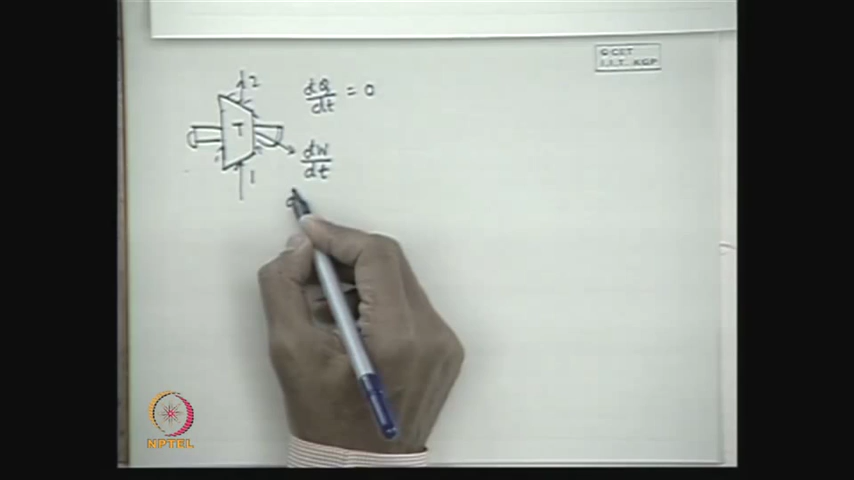 © CET
I.I.T. KGP
2
dQ/dt = 0
T
dW/dt
1
NPTEL